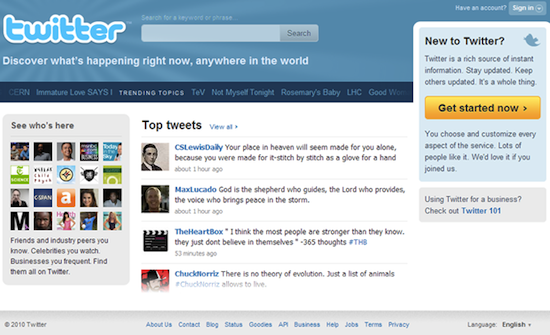 Have an account? Sign in
twitter
Search for a keyword or phrase...
Search
Discover what's happening right now, anywhere in the world
CERN Immature Love SAYS I TRENDING TOPICS TeV Not Myself Tonight Rosemary's Baby LHC Good
New to Twitter?
Twitter is a rich source of instant
information. Stay updated. Keep
others updated. It's a whole thing.
Get started now ›
You choose and customize every
aspect of the service. Lots of
people like it. We'd love it if you
joined us.
Using Twitter for a business?
Check out Twitter 101
See who's here
SCIENCE
C-SPAN
Friends and industry peers you
know. Celebrities you watch.
Businesses you frequent. Find
them all on Twitter.
Top tweets View all ›
CSLewisDaily Your place in heaven will seem made for you alone,
because you were made for it-stitch by stitch as a glove for a hand
about 1 hour ago
MaxLucado God is the shepherd who guides, the Lord who provides,
the voice who brings peace in the storm.
about 1 hour ago
TheHeartBox " I think the most people are stronger than they know.
they just dont believe in themselves " -365 thoughts #TH8
53 minutes ago
ChuckNorriz There is no theory of evolution. Just a list of animals
#ChuckNorriz allows to live.
© 2010 Twitter
About Us Contact Blog Status Goodies API Business Help Jobs Terms Privacy
Language: English